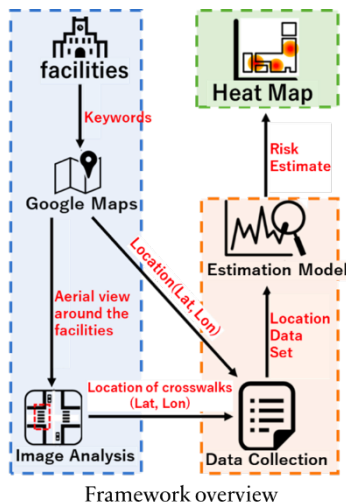 facilities
Keywords
Google Maps
Aerial view
around the
facilities
Location(Lat, Lon)
Location of crosswalks
(Lat, Lon)
Image Analysis
Heat Map
Risk
Estimate
Estimation Model
Location
Data
Set
Data Collection
Framework overview